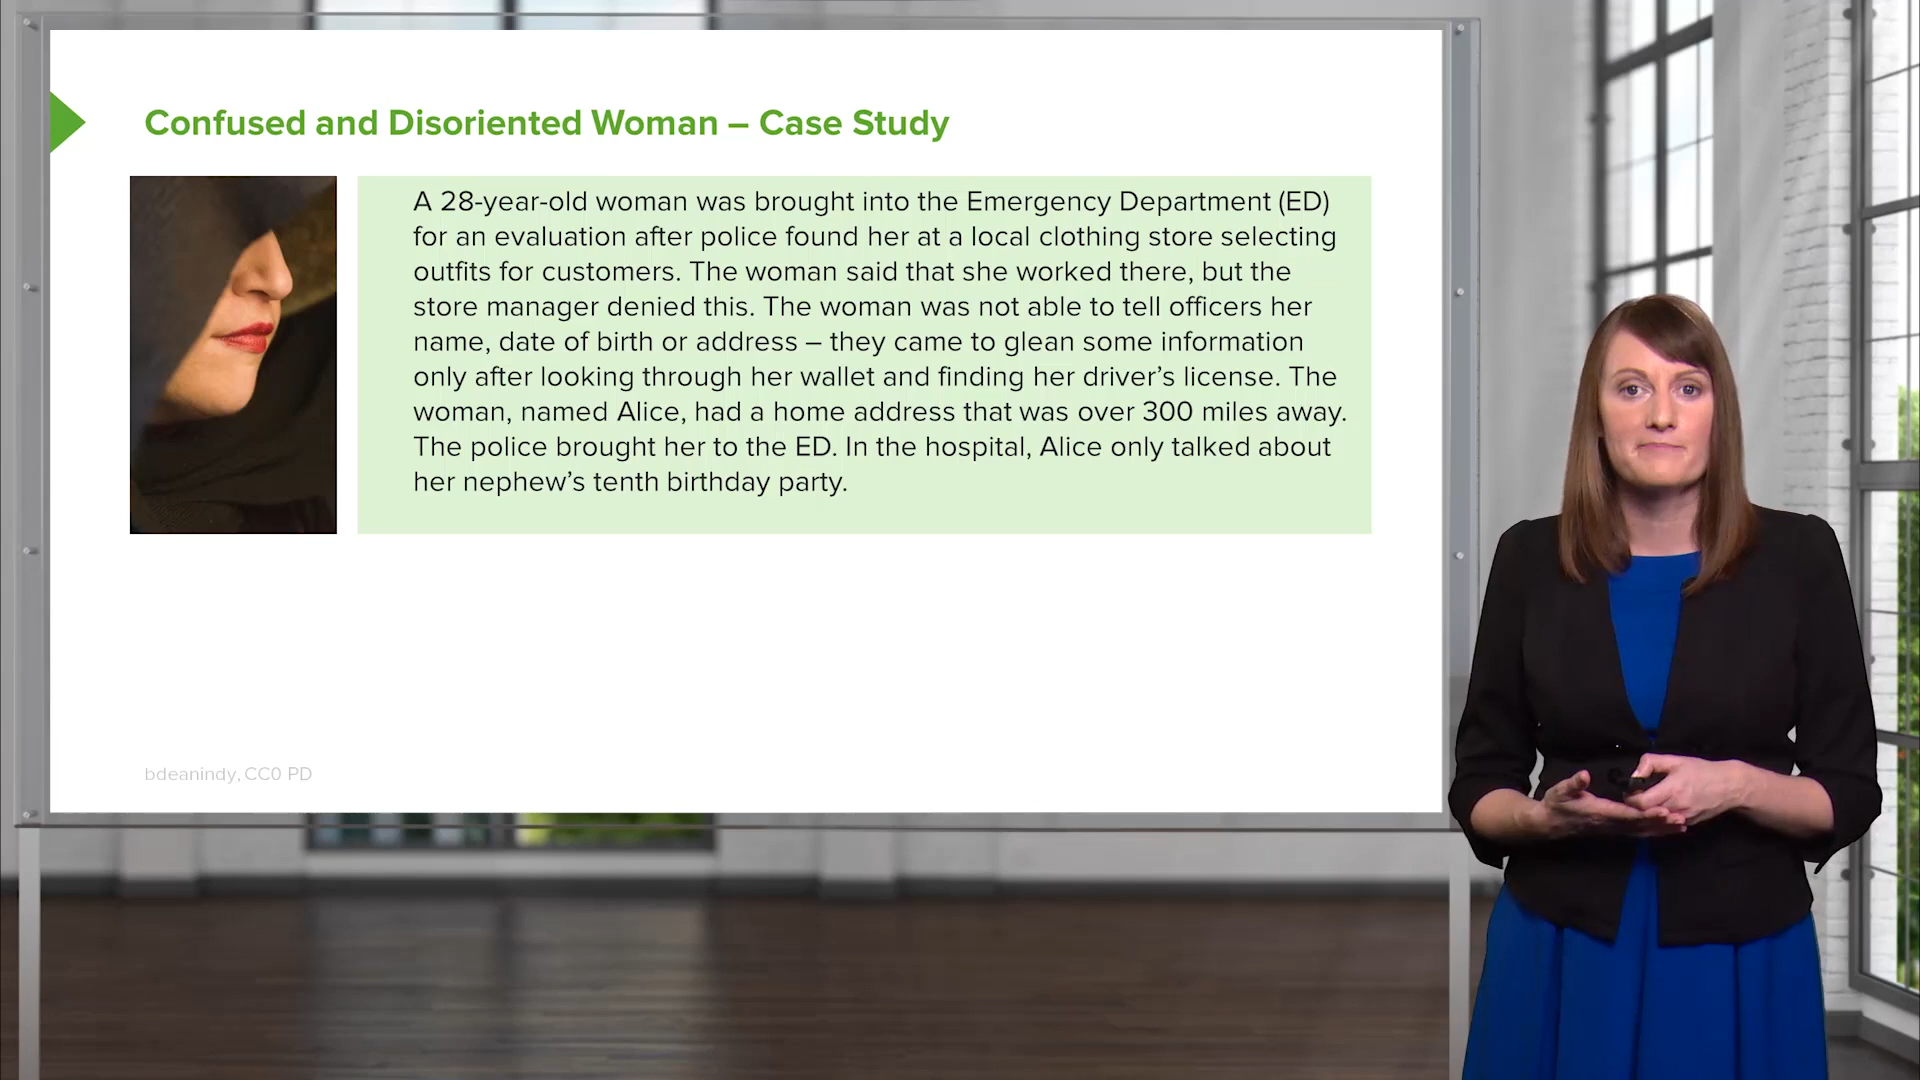 Confused and Disoriented Woman – Case Study
A 28-year-old woman was brought into the Emergency Department (ED)
for an evaluation after police found her at a local clothing store selecting
outfits for customers. The woman said that she worked there, but the
store manager denied this. The woman was not able to tell officers her
name, date of birth or address – they came to glean some information
only after looking through her wallet and finding her driver’s license. The
woman, named Alice, had a home address that was over 300 miles away.
The police brought her to the ED. In the hospital, Alice only talked about
her nephew’s tenth birthday party.
bdeanindy, CC0 PD